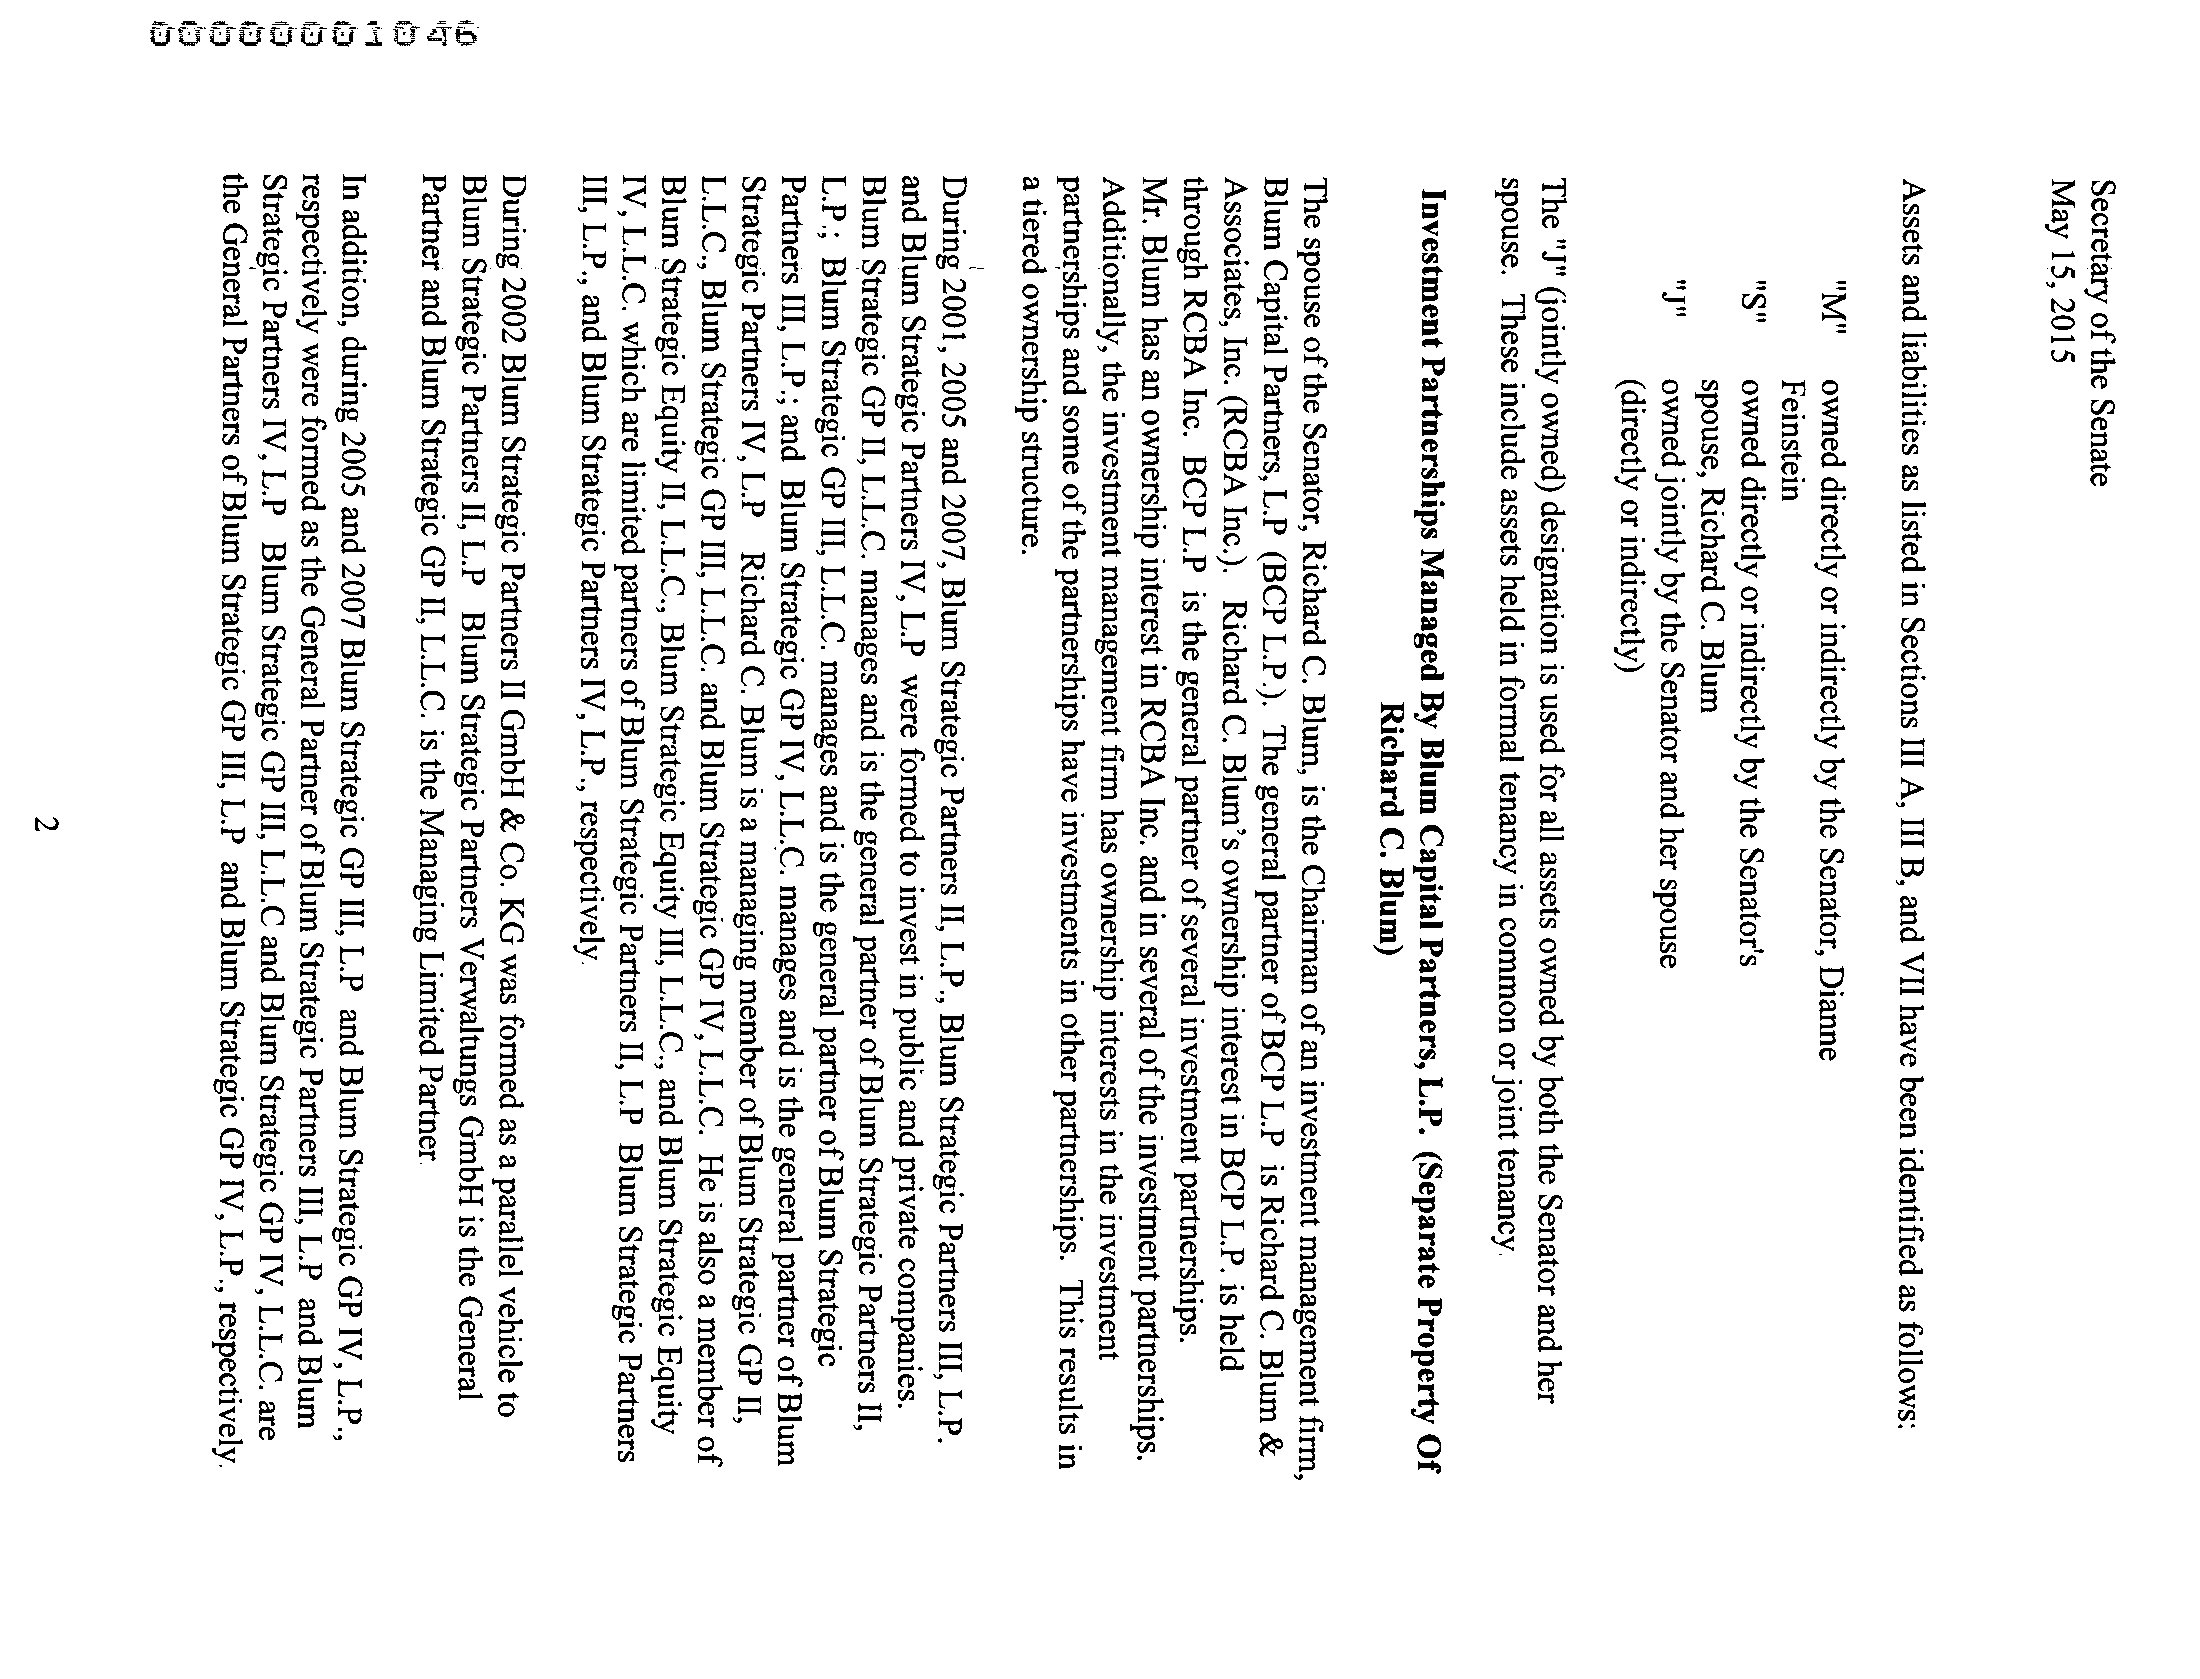 Secretary of the Senate
May 15, 2015
Assets and liabilities as listed in Sections III A, III B, and VII have been identified as follows:
"M" owned directly or indirectly by the Senator, Dianne
Feinstein
"S" owned directly or indirectly by the Senator's
spouse, Richard C. Blum
"J" owned jointly by the Senator and her spouse
(directly or indirectly)
The "J" (jointly owned) designation is used for all assets owned by both the Senator and her
spouse. These include assets held in formal tenancy in common or joint tenancy.
Investment Partnerships Managed By Blum Capital Partners, L.P. (Separate Property Of
Richard C. Blum)
The spouse of the Senator, Richard C. Blum, is the Chairman of an investment management firm,
Blum Capital Partners, L.P (BCP L.P.). The general partner of BCP L.P is Richard C. Blum &
Associates, Inc. (RCBA Inc.). Richard C. Blum's ownership interest in BCP L.P. is held
through RCBA Inc. BCP L.P is the general partner of several investment partnerships.
Mr. Blum has an ownership interest in RCBA Inc. and in several of the investment partnerships.
Additionally, the investment management firm has ownership interests in the investment
partnerships and some of the partnerships have investments in other partnerships. This results in
a tiered ownership structure.
During 2001, 2005 and 2007, Blum Strategic Partners II, L.P., Blum Strategic Partners III, L.P.
and Blum Strategic Partners IV, L.P were formed to invest in public and private companies.
Blum Strategic GP II, L.L.C. manages and is the general partner of Blum Strategic Partners II,
L.P.; Blum Strategic GP III, L.L.C. manages and is the general partner of Blum Strategic
Partners III, L.P.; and Blum Strategic GP IV, L.L.C. manages and is the general partner of Blum
Strategic Partners IV, L.P Richard C. Blum is a managing member of Blum Strategic GP II,
L.L.C., Blum Strategic GP III, L.L.C. and Blum Strategic GP IV, L.L.C. He is also a member of
Blum Strategic Equity II, L.L.C., Blum Strategic Equity III, L.L.C., and Blum Strategic Equity
IV, L.L.C. which are limited partners of Blum Strategic Partners II, L.P Blum Strategic Partners
III, L.P., and Blum Strategic Partners IV, L.P., respectively.
During 2002 Blum Strategic Partners II GmbH & Co. KG was formed as a parallel vehicle to
Blum Strategic Partners II, L.P Blum Strategic Partners Verwaltungs GmbH is the General
Partner and Blum Strategic GP II, L.L.C. is the Managing Limited Partner.
In addition, during 2005 and 2007 Blum Strategic GP III, L.P and Blum Strategic GP IV, L.P.,
respectively were formed as the General Partner of Blum Strategic Partners III, L.P and Blum
Strategic Partners IV, L.P Blum Strategic GP III, L.L.C and Blum Strategic GP IV, L.L.C. are
the General Partners of Blum Strategic GP III, L.P and Blum Strategic GP IV, L.P., respectively.
2
00000001046